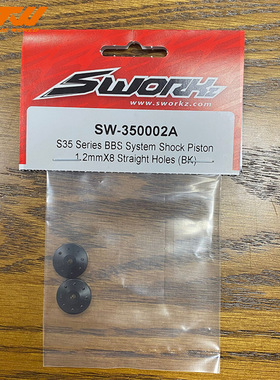 SWORKz
www.sworkz.com
SW-350002A
S35 Series BBS System Shock Piston
1.2mmX8 Straight Holes (BK)